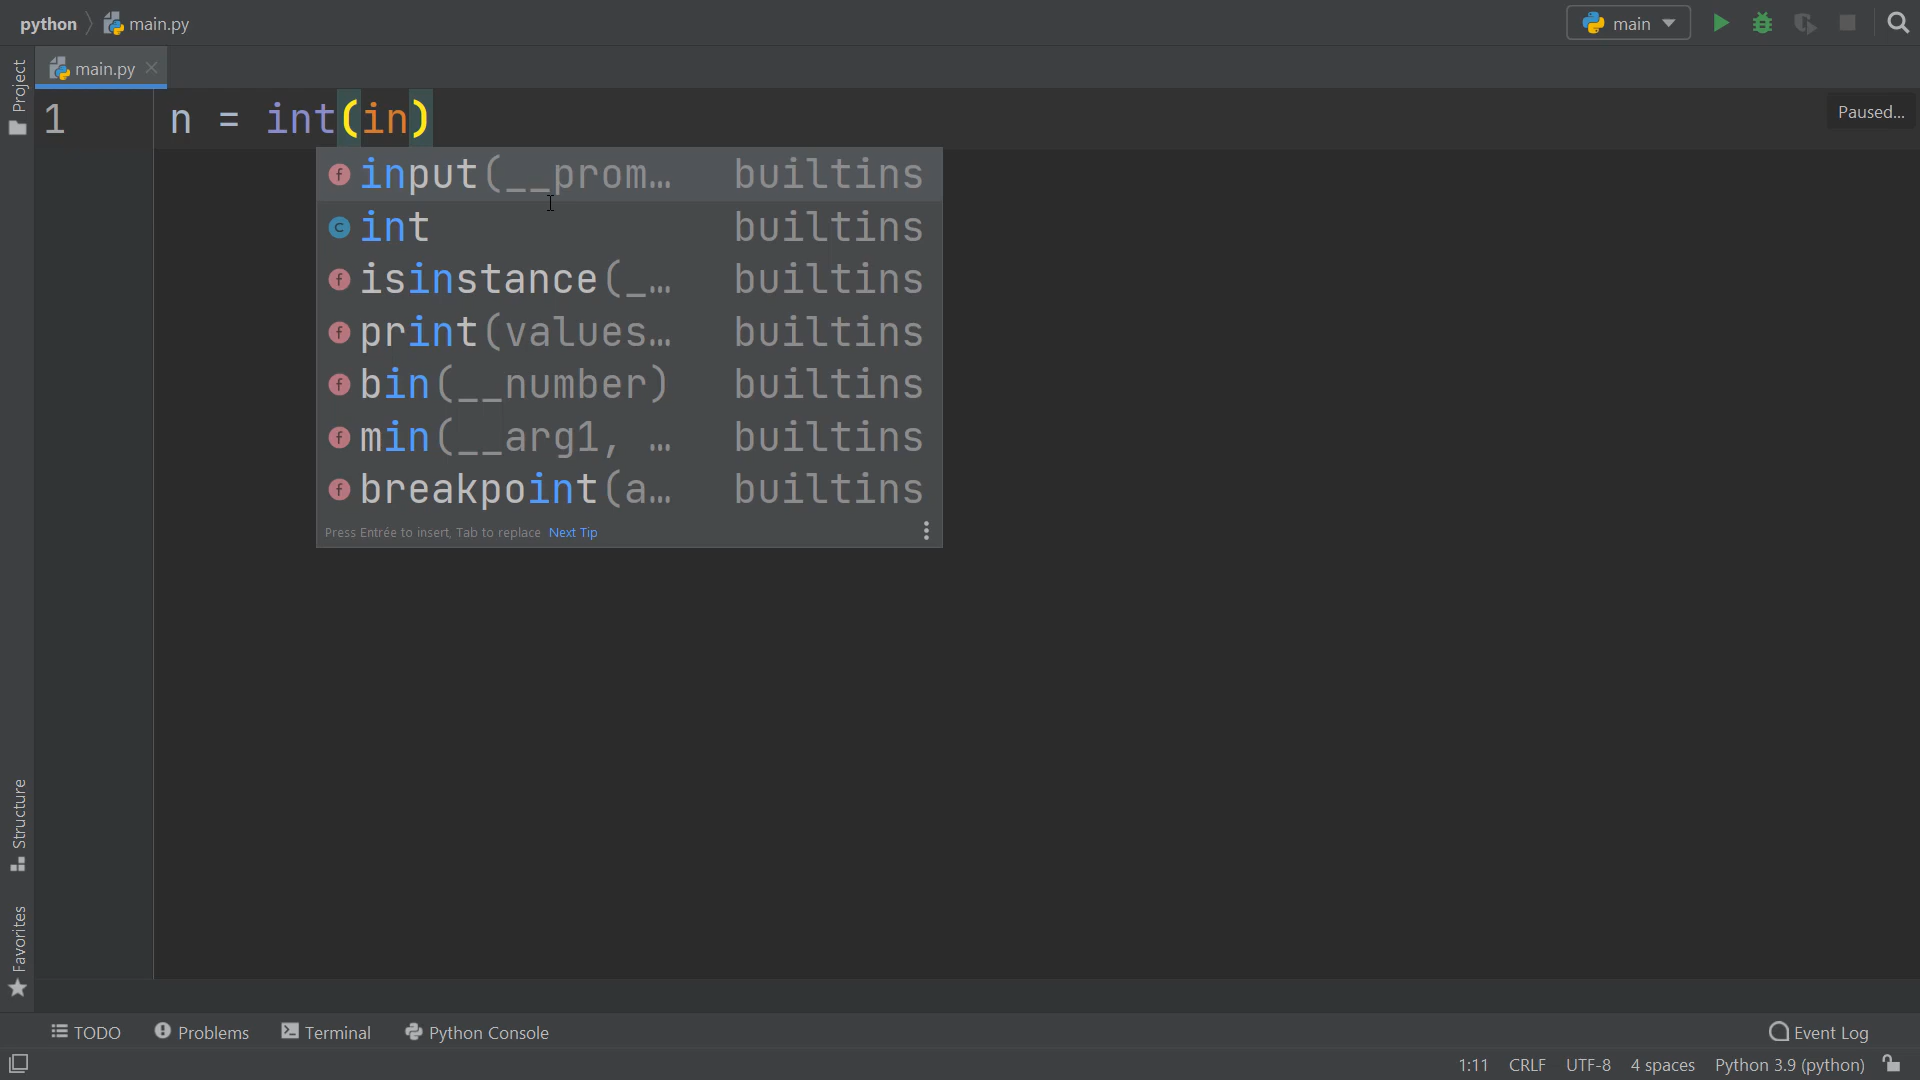 python main.py main
main.py
Project
1 n = int(in)
Paused...
input(__prom… builtins
int builtins
isinstance(_… builtins
print(values… builtins
bin(__number) builtins
min(__arg1, … builtins
breakpoint(a… builtins
Press Entrée to insert, Tab to replace Next Tip
Structure
Favorites
TODO Problems Terminal Python Console Event Log
1:11 CRLF UTF-8 4 spaces Python 3.9 (python)